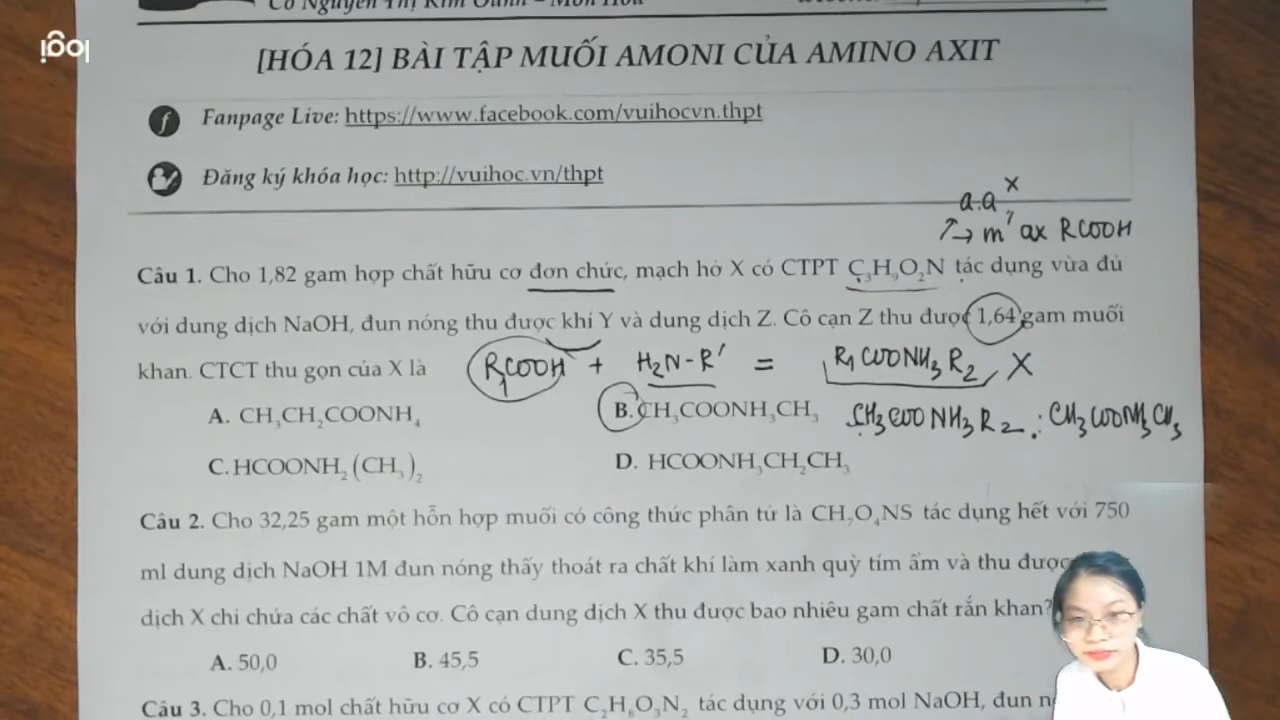 Cô Nguyễn Thị Kim Oanh – Môn Hóa
logi
[HÓA 12] BÀI TẬP MUỐI AMONI CỦA AMINO AXIT
Fanpage Live: https://www.facebook.com/vuihocvn.thpt
Đăng ký khóa học: http://vuihoc.vn/thpt
a.a x
↗→ m' ax RCOOH
Câu 1. Cho 1,82 gam hợp chất hữu cơ đơn chức, mạch hở X có CTPT C₃H₉O₂N tác dụng vừa đủ
với dung dịch NaOH, đun nóng thu được khí Y và dung dịch Z. Cô cạn Z thu được 1,64 gam muối
khan. CTCT thu gọn của X là
R₁COOH + H₂N-R' = R₁COONH₃R₂ X
A. CH₃CH₂COONH₄
B. CH₃COONH₃CH₃
CH₃COONH₃R₂ : CH₃COONH₃CH₃
C. HCOONH₂(CH₃)₂
D. HCOONH₃CH₂CH₃
Câu 2. Cho 32,25 gam một hỗn hợp muối có công thức phân tử là CH₇O₄NS tác dụng hết với 750
ml dung dịch NaOH 1M đun nóng thấy thoát ra chất khí làm xanh quỳ tím ẩm và thu được
dịch X chỉ chứa các chất vô cơ. Cô cạn dung dịch X thu được bao nhiêu gam chất rắn khan?
A. 50,0
B. 45,5
C. 35,5
D. 30,0
Câu 3. Cho 0,1 mol chất hữu cơ X có CTPT C₂H₈O₃N₂ tác dụng với 0,3 mol NaOH, đun